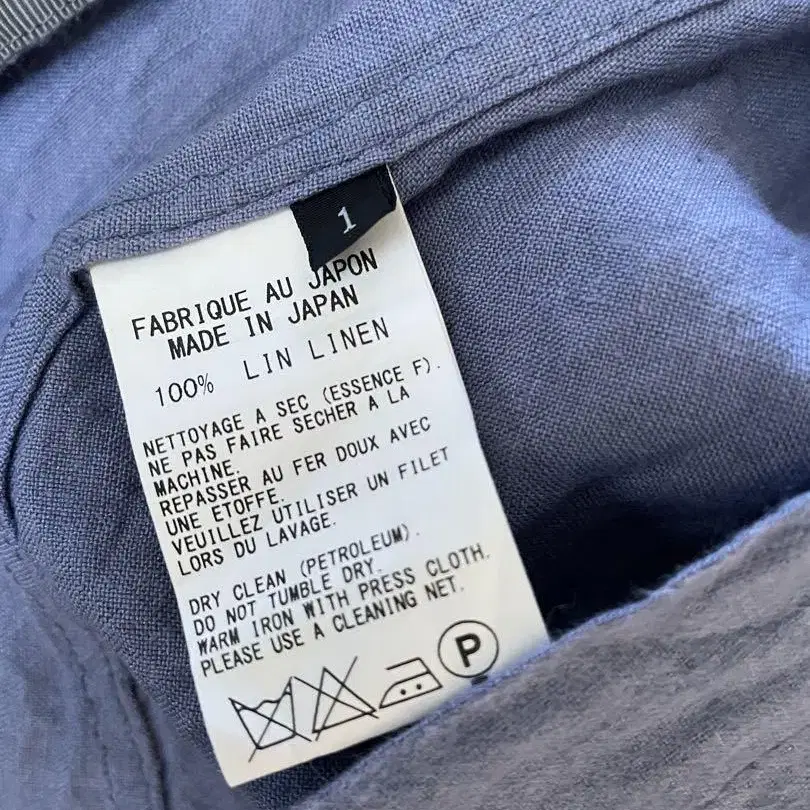 1
FABRIQUE AU JAPON
MADE IN JAPAN
100% LIN LINEN
NETTOYAGE A SEC (ESSENCE F).
NE PAS FAIRE SECHER A LA
MACHINE.
REPASSER AU FER DOUX AVEC
UNE ETOFFE.
VEUILLEZ UTILISER UN FILET
LORS DU LAVAGE.
DRY CLEAN (PETROLEUM).
DO NOT TUMBLE DRY.
WARM IRON WITH PRESS CLOTH.
PLEASE USE A CLEANING NET.
P